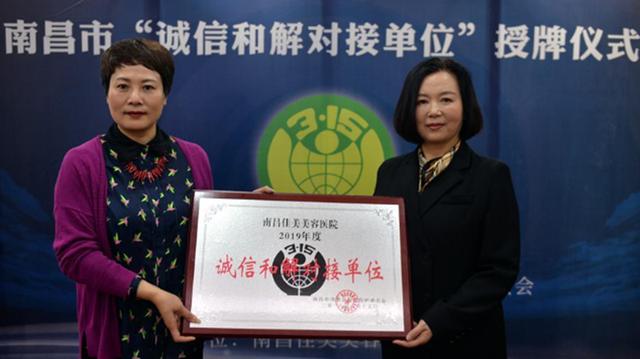 南昌市“诚信和解对接单位”授牌仪式
3·15
南昌佳美美容医院
2019年度
3·15
诚信和解对接单位
位：南昌佳美美